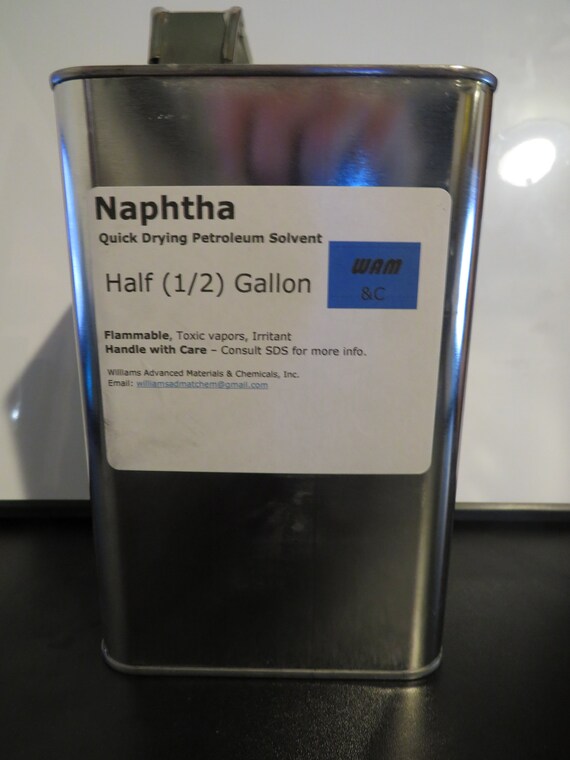 Naphtha
Quick Drying Petroleum Solvent
Half (1/2) Gallon
WAM
&C
Flammable, Toxic vapors, Irritant
Handle with Care – Consult SDS for more info.
Williams Advanced Materials & Chemicals, Inc.
Email: williamsadmatchem@gmail.com